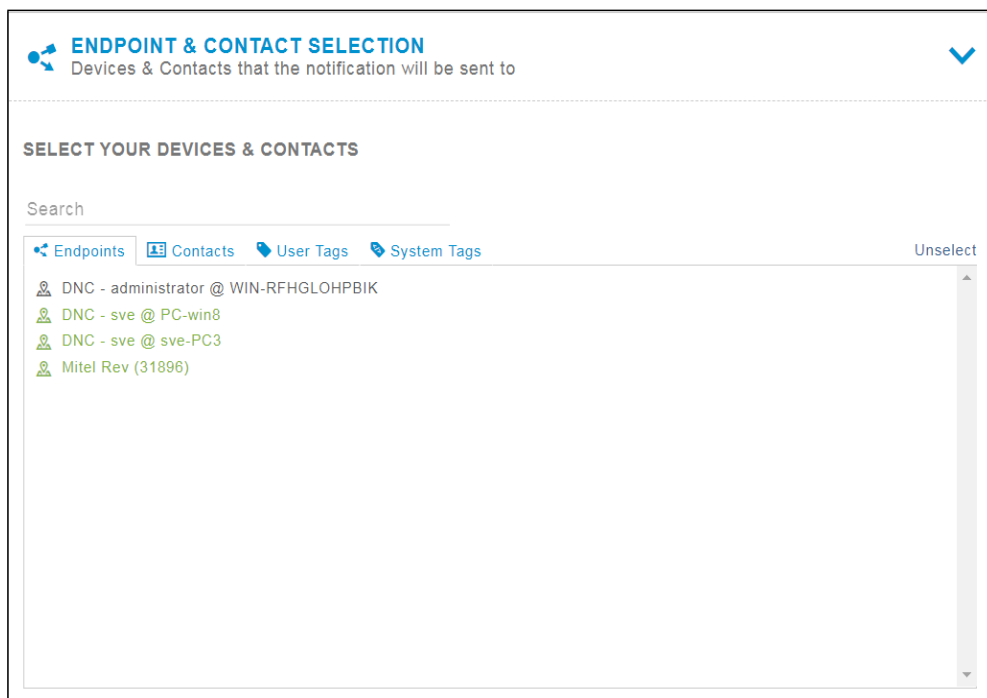 ENDPOINT & CONTACT SELECTION
Devices & Contacts that the notification will be sent to
SELECT YOUR DEVICES & CONTACTS
Search
Endpoints Contacts User Tags System Tags Unselect
DNC - administrator @ WIN-RFHGLOHPBIK
DNC - sve @ PC-win8
DNC - sve @ sve-PC3
Mitel Rev (31896)